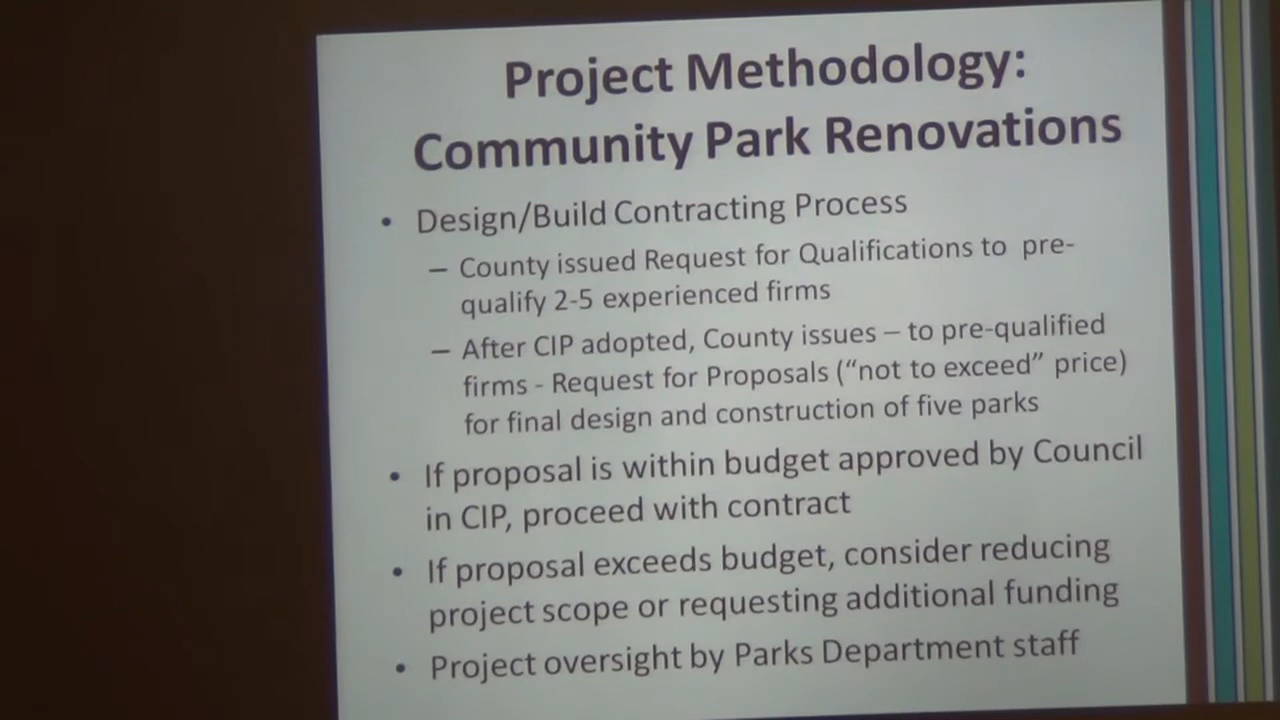 Project Methodology:
Community Park Renovations
• Design/Build Contracting Process
– County issued Request for Qualifications to pre-
qualify 2-5 experienced firms
– After CIP adopted, County issues – to pre-qualified
firms - Request for Proposals (“not to exceed” price)
for final design and construction of five parks
• If proposal is within budget approved by Council
in CIP, proceed with contract
• If proposal exceeds budget, consider reducing
project scope or requesting additional funding
• Project oversight by Parks Department staff